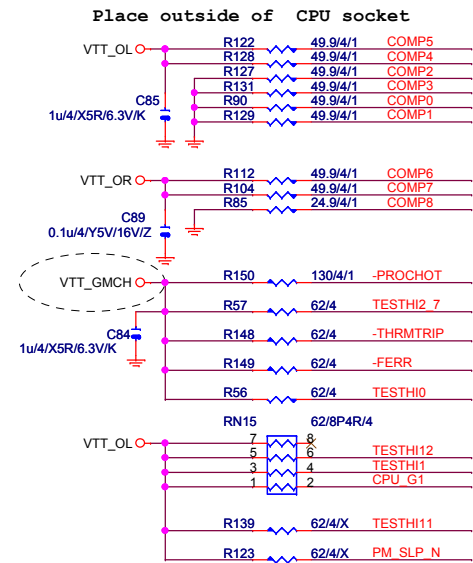 Place outside of CPU socket
VTT_OL R122 49.9/4/1 COMP5
R128 49.9/4/1 COMP4
R127 49.9/4/1 COMP2
R131 49.9/4/1 COMP3
C85 R90 49.9/4/1 COMP0
1u/4/X5R/6.3V/K R129 49.9/4/1 COMP1
VTT_OR R112 49.9/4/1 COMP6
R104 49.9/4/1 COMP7
R85 24.9/4/1 COMP8
C89
0.1u/4/Y5V/16V/Z
VTT_GMCH R150 130/4/1 -PROCHOT
R57 62/4 TESTHI2_7
C84 R148 62/4 -THRMTRIP
1u/4/X5R/6.3V/K
R149 62/4 -FERR
R56 62/4 TESTHI0
RN15 62/8P4R/4
VTT_OL 7 8
5 6 TESTHI12
3 4 TESTHI1
1 2 CPU_G1
R139 62/4/X TESTHI11
R123 62/4/X PM_SLP_N